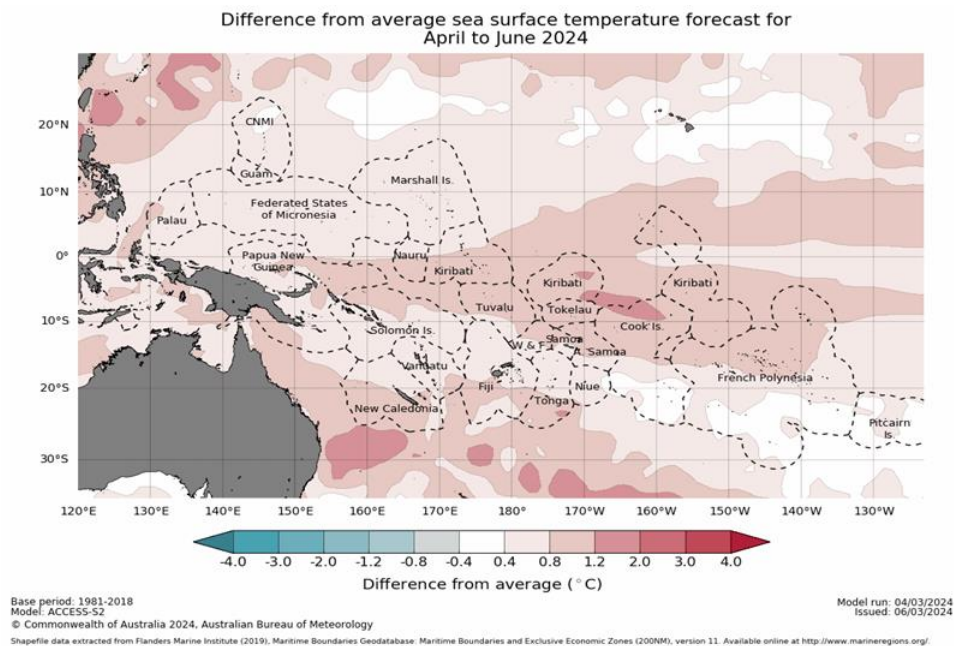 Difference from average sea surface temperature forecast for
April to June 2024
20°N
10°N
0°
10°S
20°S
30°S
CNMI
Guam
Marshall Is.
Federated States
of Micronesia
Palau
Papua New
Guinea
Nauru
Kiribati
Kiribati
Kiribati
Tuvalu
Tokelau
Cook Is.
Solomon Is.
W & F
Samoa
A. Samoa
Vanuatu
Fiji
Niue
French Polynesia
New Caledonia
Tonga
Pitcairn
Is.
120°E 130°E 140°E 150°E 160°E 170°E 180° 170°W 160°W 150°W 140°W 130°W
-4.0 -3.0 -2.0 -1.2 -0.8 -0.4 0.4 0.8 1.2 2.0 3.0 4.0
Difference from average (°C)
Base period: 1981-2018
Model: ACCESS-S2
© Commonwealth of Australia 2024, Australian Bureau of Meteorology
Model run: 04/03/2024
Issued: 06/03/2024
Shapefile data extracted from Flanders Marine Institute (2019), Maritime Boundaries Geodatabase: Maritime Boundaries and Exclusive Economic Zones (200NM), version 11. Available online at http://www.marineregions.org/.